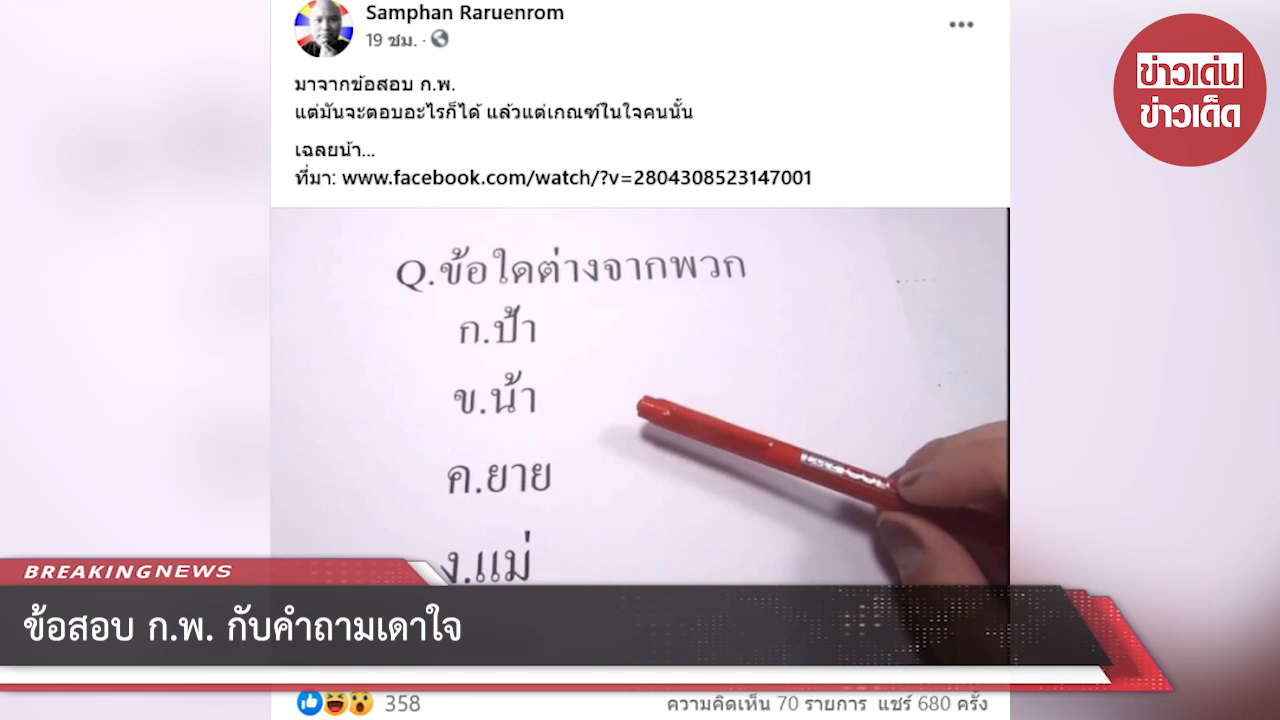 Samphan Raruenrom
19 ชม. ·
มาจากข้อสอบ ก.พ.
แต่มันจะตอบอะไรก็ได้ แล้วแต่เกณฑ์ในใจคนนั้น
เฉลยน้า...
ที่มา: www.facebook.com/watch/?v=2804308523147001
ข่าวเด่น
ข่าวเด็ด
Q.ข้อใดต่างจากพวก
ก.ป้า
ข.น้า
ค.ยาย
ง.แม่
BREAKINGNEWS
ข้อสอบ ก.พ. กับคำถามเดาใจ
358
ความคิดเห็น 70 รายการ แชร์ 680 ครั้ง